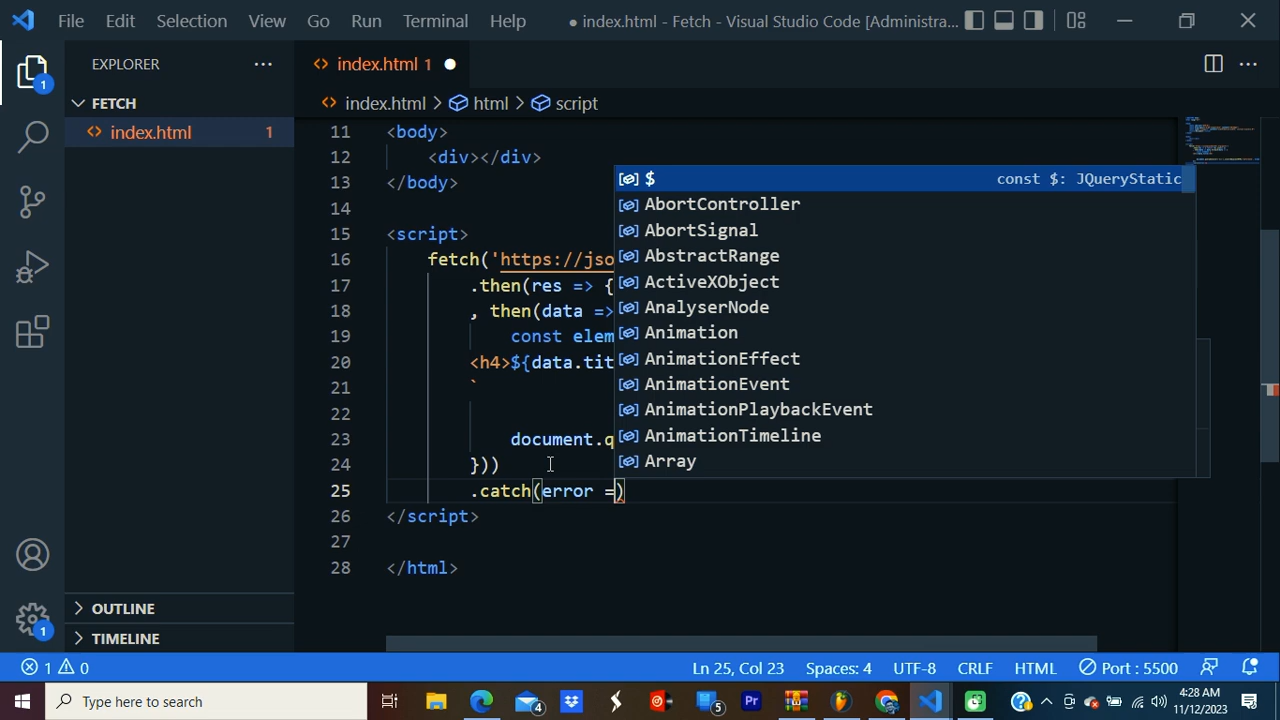 File Edit Selection View Go Run Terminal Help ● index.html - Fetch - Visual Studio Code [Administra...
EXPLORER ...
index.html 1
1
FETCH
index.html 1
index.html > html > script
11 <body>
12 <div></div>
13 </body>
14
15 <script>
16 fetch('https://jso
17 .then(res => {
18 , then(data =>
19 const elem
20 <h4>${data.tit
21 `
22
23 document.q
24 }))
25 .catch(error =)
26 </script>
27
28 </html>
$ const $: JQueryStatic
AbortController
AbortSignal
AbstractRange
ActiveXObject
AnalyserNode
Animation
AnimationEffect
AnimationEvent
AnimationPlaybackEvent
AnimationTimeline
Array
OUTLINE
1
TIMELINE
1 0 Ln 25, Col 23 Spaces: 4 UTF-8 CRLF HTML Port : 5500
Type here to search
4
5
Pr
4:28 AM
11/12/2023